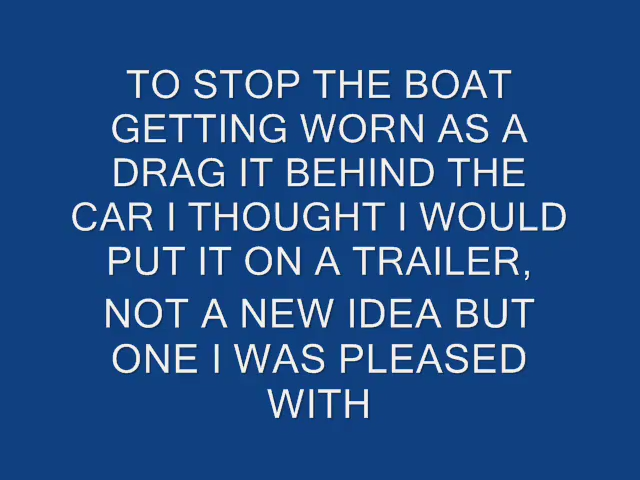 TO STOP THE BOAT
GETTING WORN AS A
DRAG IT BEHIND THE
CAR I THOUGHT I WOULD
PUT IT ON A TRAILER,
NOT A NEW IDEA BUT
ONE I WAS PLEASED
WITH